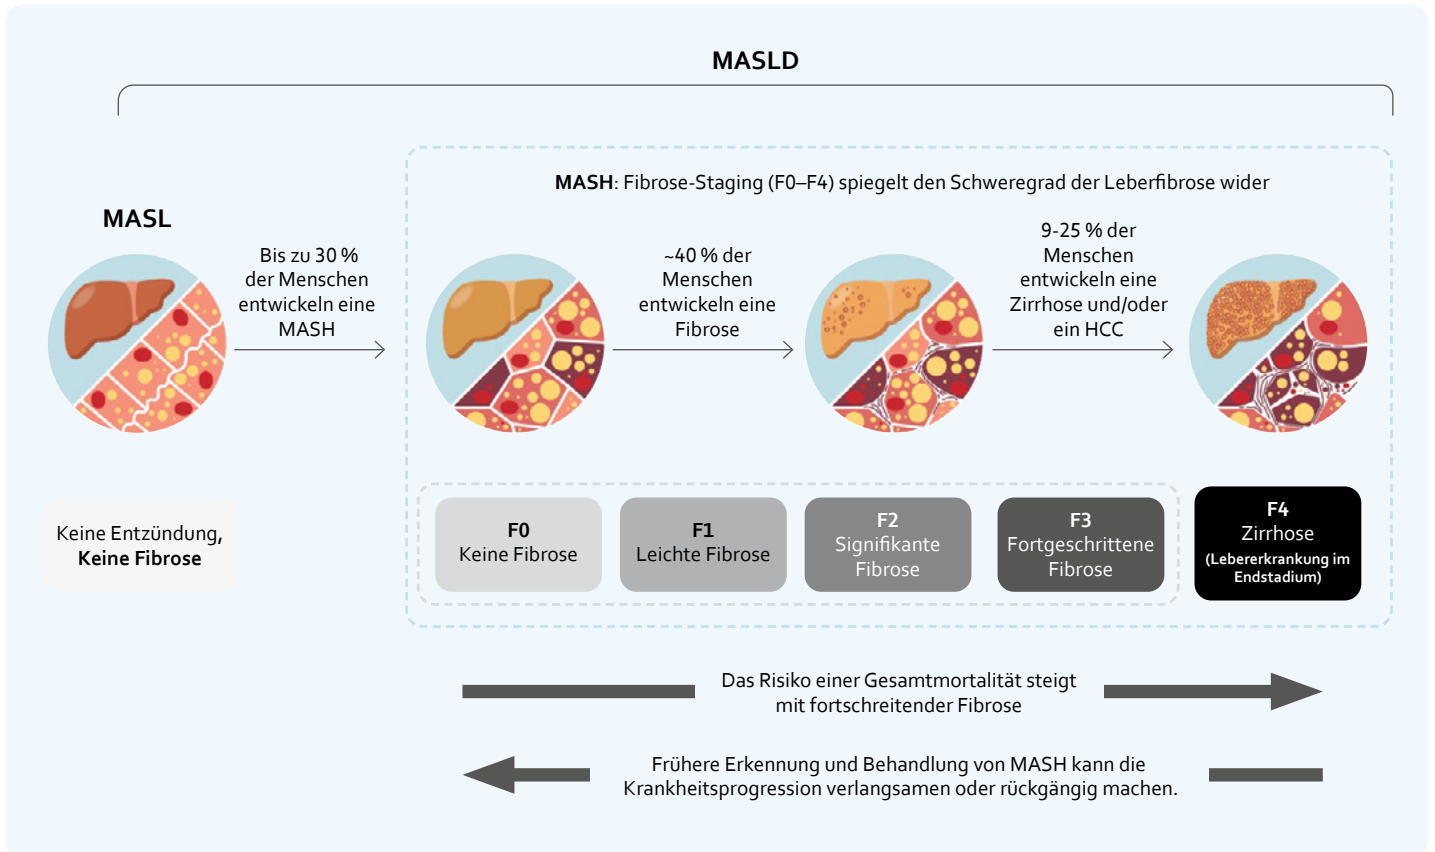 MASLD
MASH: Fibrose-Staging (F0–F4) spiegelt den Schweregrad der Leberfibrose wider
MASL
Bis zu 30 %
der Menschen
entwickeln eine
MASH
~40 % der
Menschen
entwickeln eine
Fibrose
9-25 % der
Menschen
entwickeln eine
Zirrhose und/oder
ein HCC
Keine Entzündung,
Keine Fibrose
F0
Keine Fibrose
F1
Leichte Fibrose
F2
Signifikante
Fibrose
F3
Fortgeschrittene
Fibrose
F4
Zirrhose
(Lebererkrankung im
Endstadium)
Das Risiko einer Gesamtmortalität steigt
mit fortschreitender Fibrose
Frühere Erkennung und Behandlung von MASH kann die
Krankheitsprogression verlangsamen oder rückgängig machen.